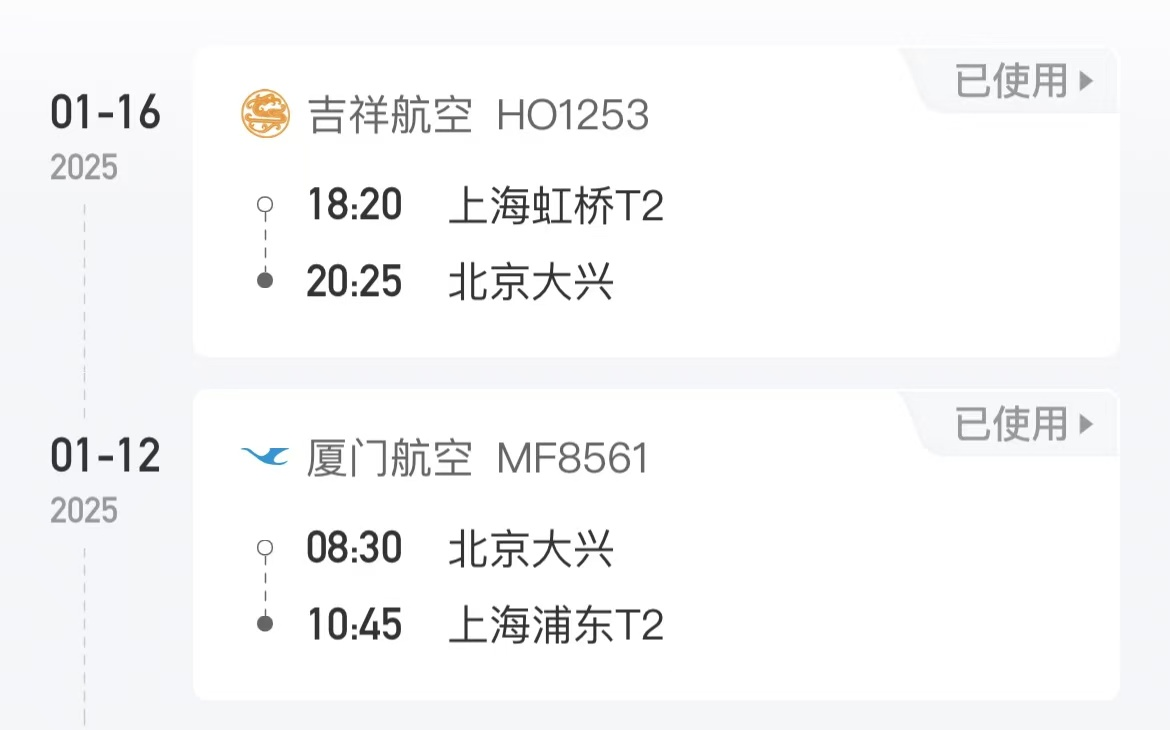 已使用
01-16
2025
吉祥航空 HO1253
18:20 上海虹桥T2
20:25 北京大兴
已使用
01-12
2025
厦门航空 MF8561
08:30 北京大兴
10:45 上海浦东T2